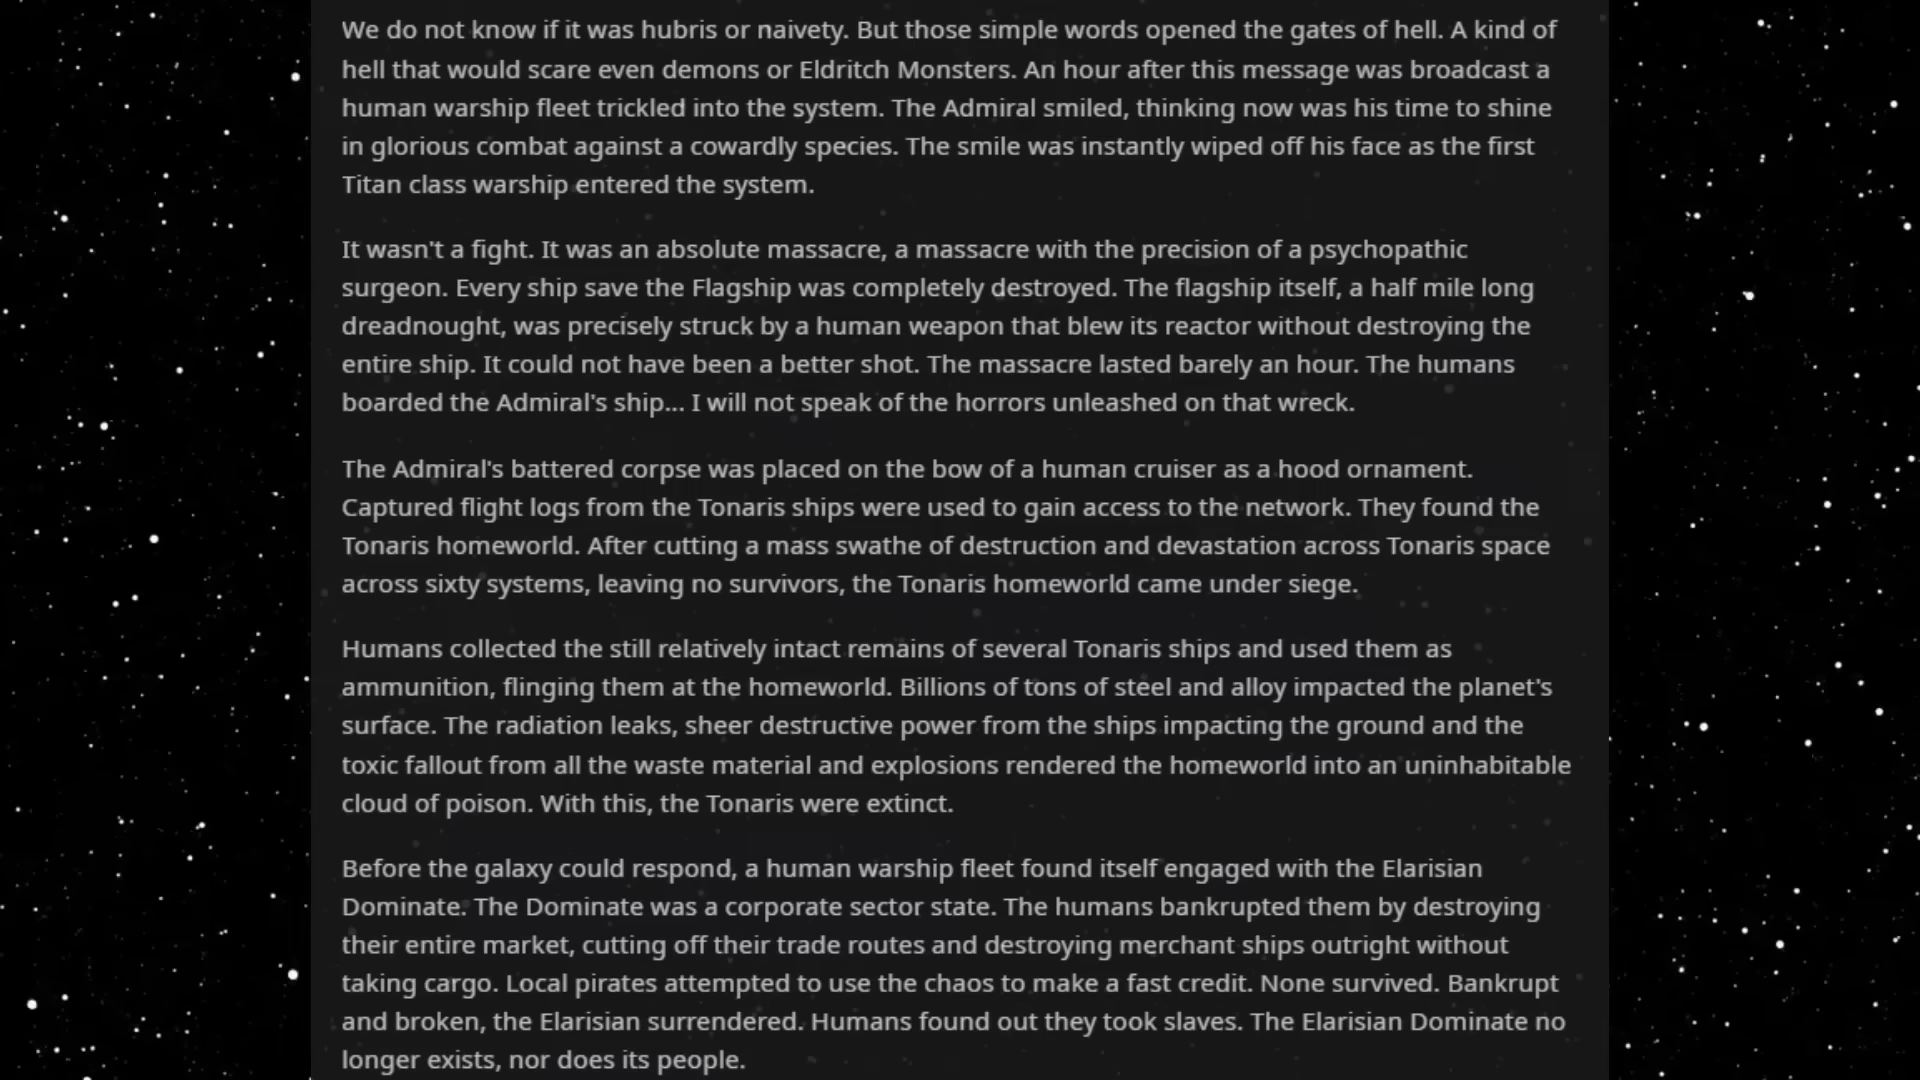 We do not know if it was hubris or naivety. But those simple words opened the gates of hell. A kind of
hell that would scare even demons or Eldritch Monsters. An hour after this message was broadcast a
human warship fleet trickled into the system. The Admiral smiled, thinking now was his time to shine
in glorious combat against a cowardly species. The smile was instantly wiped off his face as the first
Titan class warship entered the system.
It wasn't a fight. It was an absolute massacre, a massacre with the precision of a psychopathic
surgeon. Every ship save the Flagship was completely destroyed. The flagship itself, a half mile long
dreadnought, was precisely struck by a human weapon that blew its reactor without destroying the
entire ship. It could not have been a better shot. The massacre lasted barely an hour. The humans
boarded the Admiral's ship... I will not speak of the horrors unleashed on that wreck.
The Admiral's battered corpse was placed on the bow of a human cruiser as a hood ornament.
Captured flight logs from the Tonaris ships were used to gain access to the network. They found the
Tonaris homeworld. After cutting a mass swathe of destruction and devastation across Tonaris space
across sixty systems, leaving no survivors, the Tonaris homeworld came under siege.
Humans collected the still relatively intact remains of several Tonaris ships and used them as
ammunition, flinging them at the homeworld. Billions of tons of steel and alloy impacted the planet's
surface. The radiation leaks, sheer destructive power from the ships impacting the ground and the
toxic fallout from all the waste material and explosions rendered the homeworld into an uninhabitable
cloud of poison. With this, the Tonaris were extinct.
Before the galaxy could respond, a human warship fleet found itself engaged with the Elarisian
Dominate. The Dominate was a corporate sector state. The humans bankrupted them by destroying
their entire market, cutting off their trade routes and destroying merchant ships outright without
taking cargo. Local pirates attempted to use the chaos to make a fast credit. None survived. Bankrupt
and broken, the Elarisian surrendered. Humans found out they took slaves. The Elarisian Dominate no
longer exists, nor does its people.